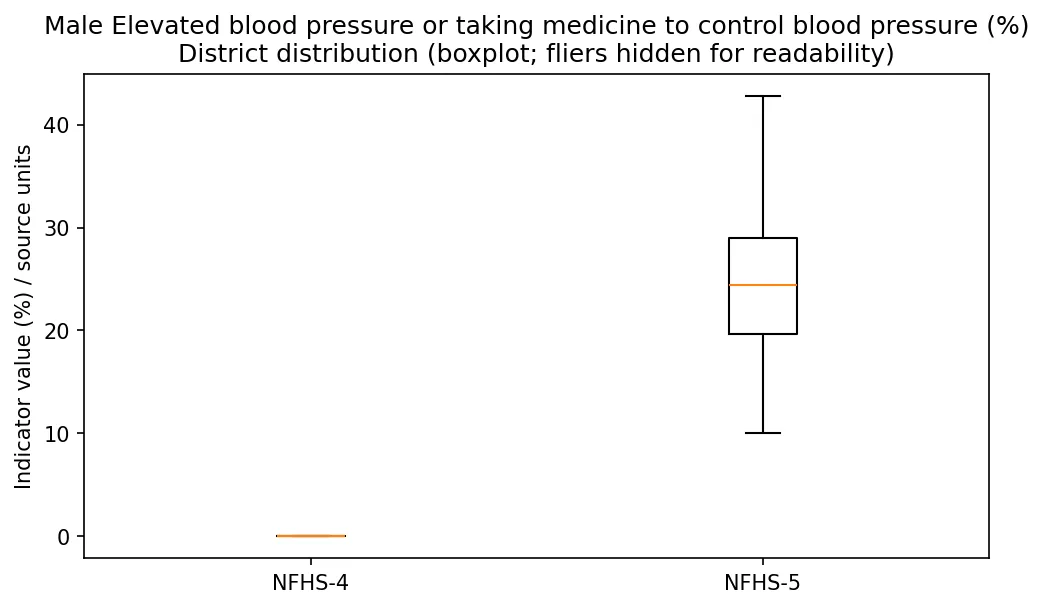 Male Elevated blood pressure or taking medicine to control blood pressure (%)
District distribution (boxplot; fliers hidden for readability)
Indicator value (%) / source units
40
30
20
10
0
NFHS-4
NFHS-5